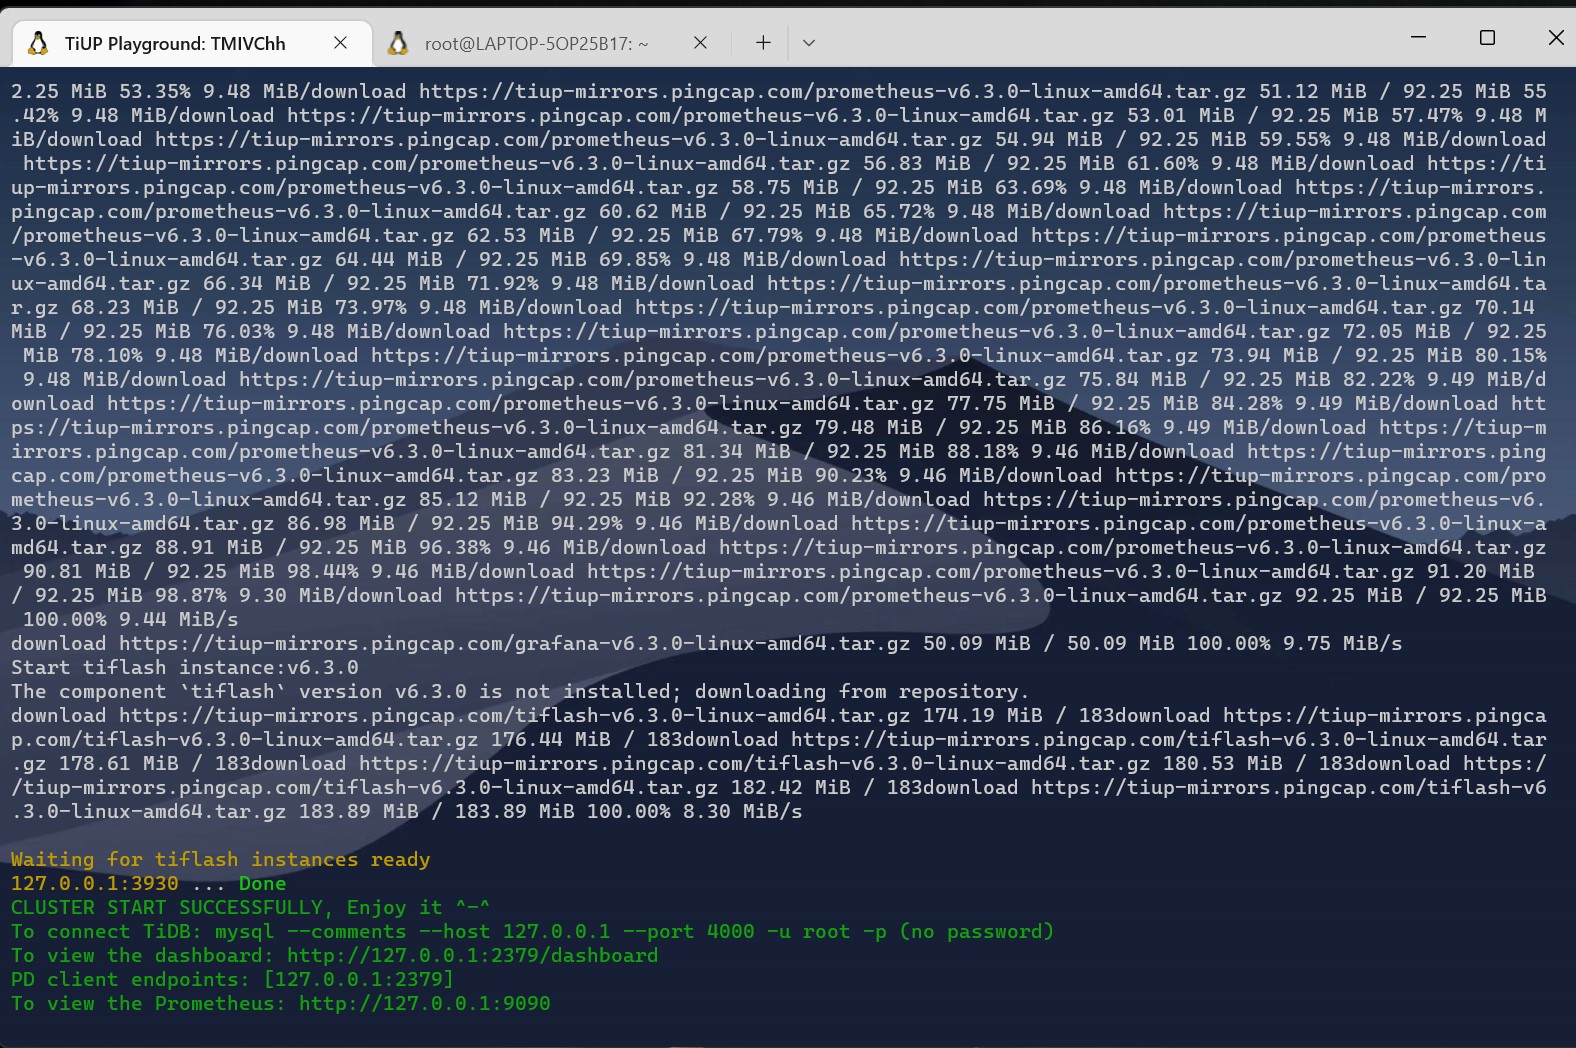 TiUP Playground: TMIVChh
root@LAPTOP-5OP25B17: ~
2.25 MiB 53.35% 9.48 MiB/download https://tiup-mirrors.pingcap.com/prometheus-v6.3.0-linux-amd64.tar.gz 51.12 MiB / 92.25 MiB 55
.42% 9.48 MiB/download https://tiup-mirrors.pingcap.com/prometheus-v6.3.0-linux-amd64.tar.gz 53.01 MiB / 92.25 MiB 57.47% 9.48 M
iB/download https://tiup-mirrors.pingcap.com/prometheus-v6.3.0-linux-amd64.tar.gz 54.94 MiB / 92.25 MiB 59.55% 9.48 MiB/download
https://tiup-mirrors.pingcap.com/prometheus-v6.3.0-linux-amd64.tar.gz 56.83 MiB / 92.25 MiB 61.60% 9.48 MiB/download https://ti
up-mirrors.pingcap.com/prometheus-v6.3.0-linux-amd64.tar.gz 58.75 MiB / 92.25 MiB 63.69% 9.48 MiB/download https://tiup-mirrors.
pingcap.com/prometheus-v6.3.0-linux-amd64.tar.gz 60.62 MiB / 92.25 MiB 65.72% 9.48 MiB/download https://tiup-mirrors.pingcap.com
/prometheus-v6.3.0-linux-amd64.tar.gz 62.53 MiB / 92.25 MiB 67.79% 9.48 MiB/download https://tiup-mirrors.pingcap.com/prometheus
-v6.3.0-linux-amd64.tar.gz 64.44 MiB / 92.25 MiB 69.85% 9.48 MiB/download https://tiup-mirrors.pingcap.com/prometheus-v6.3.0-lin
ux-amd64.tar.gz 66.34 MiB / 92.25 MiB 71.92% 9.48 MiB/download https://tiup-mirrors.pingcap.com/prometheus-v6.3.0-linux-amd64.ta
r.gz 68.23 MiB / 92.25 MiB 73.97% 9.48 MiB/download https://tiup-mirrors.pingcap.com/prometheus-v6.3.0-linux-amd64.tar.gz 70.14
MiB / 92.25 MiB 76.03% 9.48 MiB/download https://tiup-mirrors.pingcap.com/prometheus-v6.3.0-linux-amd64.tar.gz 72.05 MiB / 92.25
MiB 78.10% 9.48 MiB/download https://tiup-mirrors.pingcap.com/prometheus-v6.3.0-linux-amd64.tar.gz 73.94 MiB / 92.25 MiB 80.15%
9.48 MiB/download https://tiup-mirrors.pingcap.com/prometheus-v6.3.0-linux-amd64.tar.gz 75.84 MiB / 92.25 MiB 82.22% 9.49 MiB/d
ownload https://tiup-mirrors.pingcap.com/prometheus-v6.3.0-linux-amd64.tar.gz 77.75 MiB / 92.25 MiB 84.28% 9.49 MiB/download htt
ps://tiup-mirrors.pingcap.com/prometheus-v6.3.0-linux-amd64.tar.gz 79.48 MiB / 92.25 MiB 86.16% 9.49 MiB/download https://tiup-m
irrors.pingcap.com/prometheus-v6.3.0-linux-amd64.tar.gz 81.34 MiB / 92.25 MiB 88.18% 9.46 MiB/download https://tiup-mirrors.ping
cap.com/prometheus-v6.3.0-linux-amd64.tar.gz 83.23 MiB / 92.25 MiB 90.23% 9.46 MiB/download https://tiup-mirrors.pingcap.com/pro
metheus-v6.3.0-linux-amd64.tar.gz 85.12 MiB / 92.25 MiB 92.28% 9.46 MiB/download https://tiup-mirrors.pingcap.com/prometheus-v6.
3.0-linux-amd64.tar.gz 86.98 MiB / 92.25 MiB 94.29% 9.46 MiB/download https://tiup-mirrors.pingcap.com/prometheus-v6.3.0-linux-a
md64.tar.gz 88.91 MiB / 92.25 MiB 96.38% 9.46 MiB/download https://tiup-mirrors.pingcap.com/prometheus-v6.3.0-linux-amd64.tar.gz
90.81 MiB / 92.25 MiB 98.44% 9.46 MiB/download https://tiup-mirrors.pingcap.com/prometheus-v6.3.0-linux-amd64.tar.gz 91.20 MiB
/ 92.25 MiB 98.87% 9.30 MiB/download https://tiup-mirrors.pingcap.com/prometheus-v6.3.0-linux-amd64.tar.gz 92.25 MiB / 92.25 MiB
100.00% 9.44 MiB/s
download https://tiup-mirrors.pingcap.com/grafana-v6.3.0-linux-amd64.tar.gz 50.09 MiB / 50.09 MiB 100.00% 9.75 MiB/s
Start tiflash instance:v6.3.0
The component `tiflash` version v6.3.0 is not installed; downloading from repository.
download https://tiup-mirrors.pingcap.com/tiflash-v6.3.0-linux-amd64.tar.gz 174.19 MiB / 183download https://tiup-mirrors.pingca
p.com/tiflash-v6.3.0-linux-amd64.tar.gz 176.44 MiB / 183download https://tiup-mirrors.pingcap.com/tiflash-v6.3.0-linux-amd64.tar
.gz 178.61 MiB / 183download https://tiup-mirrors.pingcap.com/tiflash-v6.3.0-linux-amd64.tar.gz 180.53 MiB / 183download https:/
/tiup-mirrors.pingcap.com/tiflash-v6.3.0-linux-amd64.tar.gz 182.42 MiB / 183download https://tiup-mirrors.pingcap.com/tiflash-v6
.3.0-linux-amd64.tar.gz 183.89 MiB / 183.89 MiB 100.00% 8.30 MiB/s
Waiting for tiflash instances ready
127.0.0.1:3930 ... Done
CLUSTER START SUCCESSFULLY, Enjoy it ^-^
To connect TiDB: mysql --comments --host 127.0.0.1 --port 4000 -u root -p (no password)
To view the dashboard: http://127.0.0.1:2379/dashboard
PD client endpoints: [127.0.0.1:2379]
To view the Prometheus: http://127.0.0.1:9090